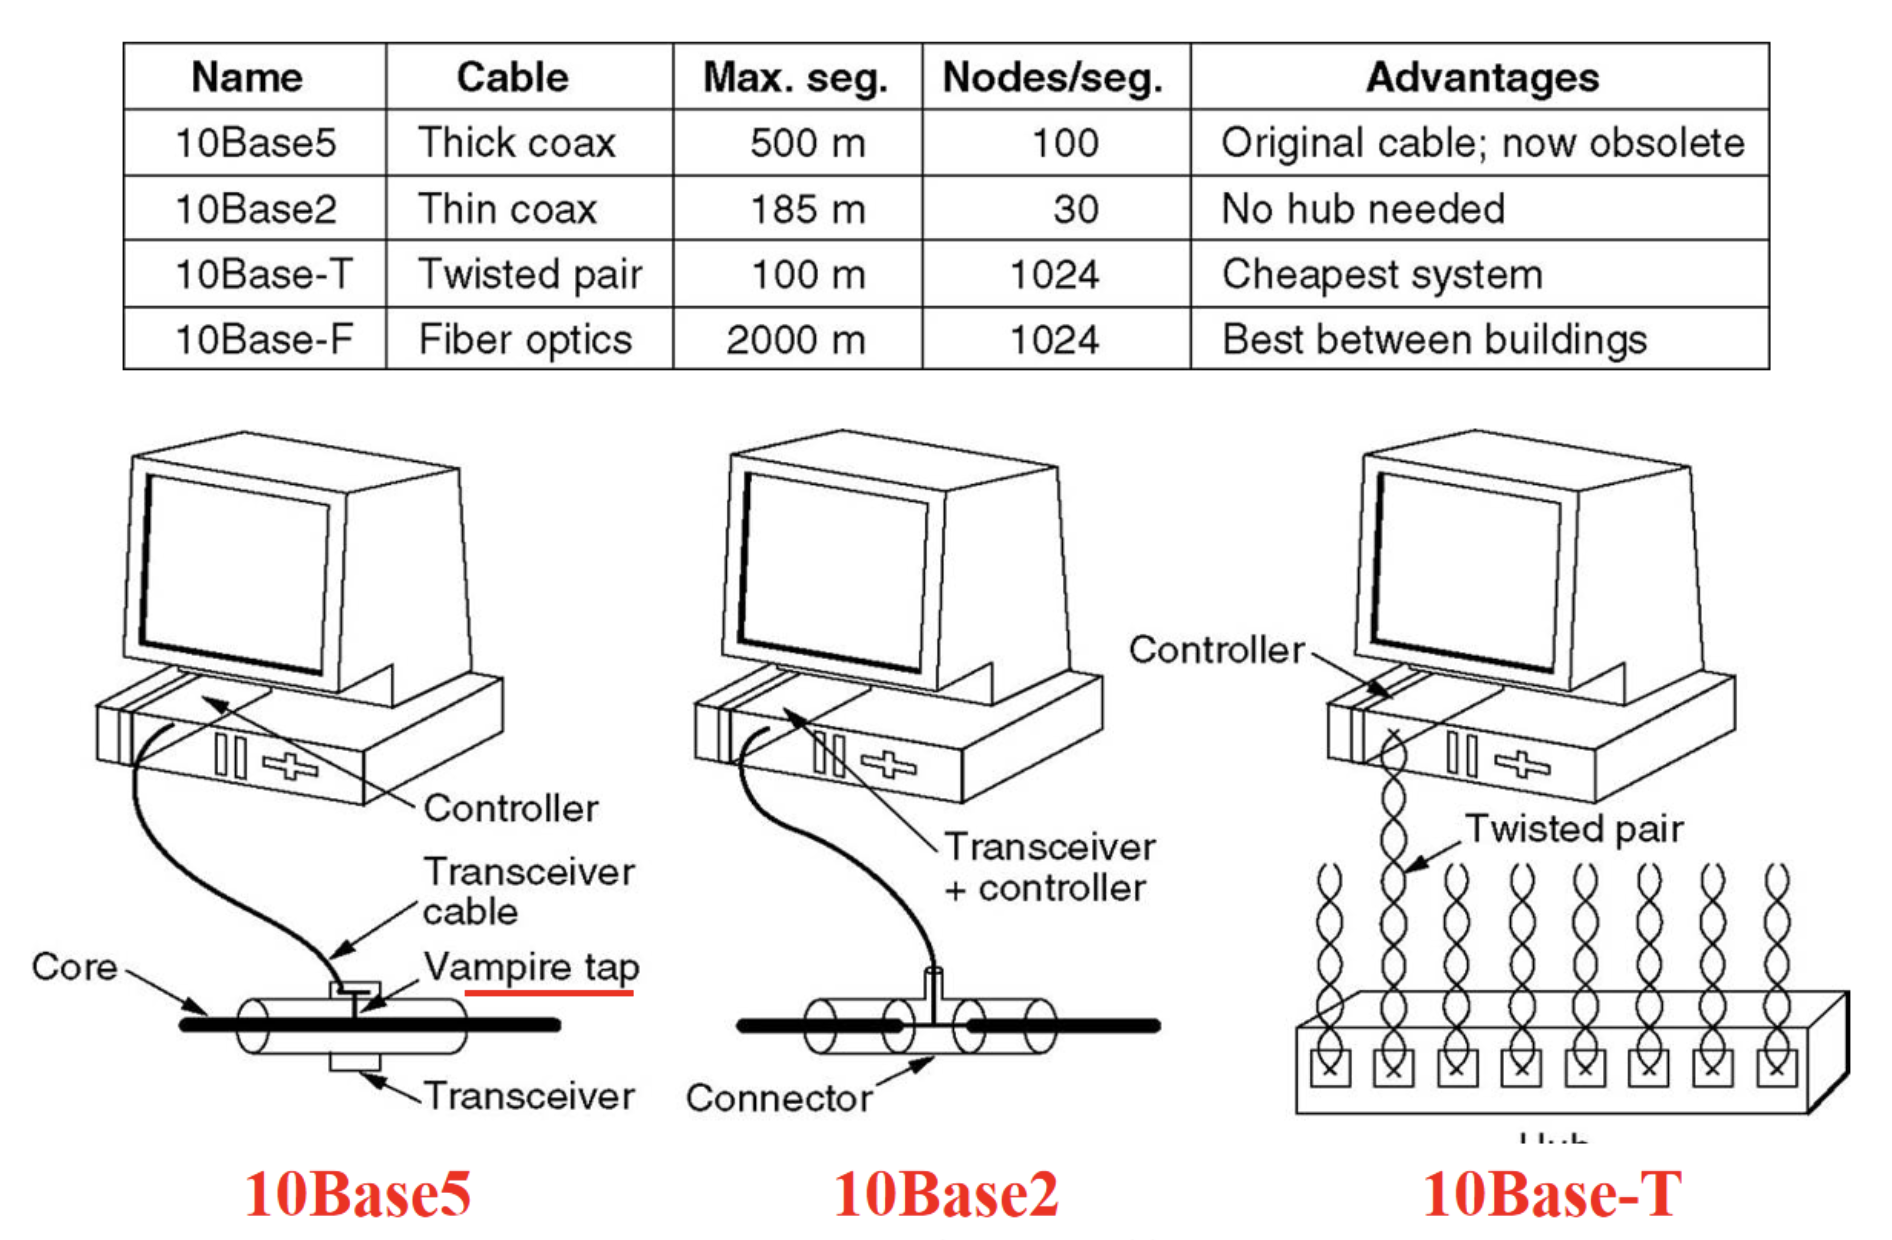 Name Cable Max. seg. Nodes/seg. Advantages
10Base5 Thick coax 500 m 100 Original cable; now obsolete
10Base2 Thin coax 185 m 30 No hub needed
10Base-T Twisted pair 100 m 1024 Cheapest system
10Base-F Fiber optics 2000 m 1024 Best between buildings
Controller
Transceiver
cable
Core
Vampire tap
Transceiver
Transceiver
+ controller
Connector
Controller
Twisted pair
Hub
10Base5
10Base2
10Base-T